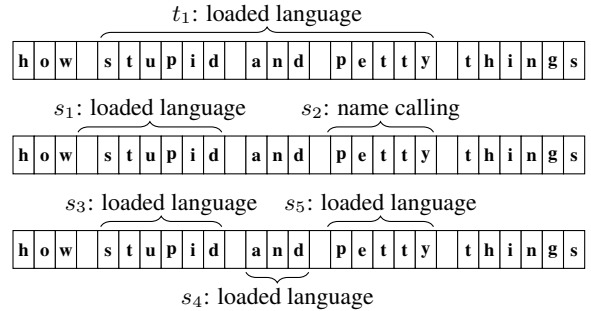 t₁: loaded language
how stupid and petty things
s₁: loaded language s₂: name calling
how stupid and petty things
s₃: loaded language s₅: loaded language
how stupid and petty things
s₄: loaded language